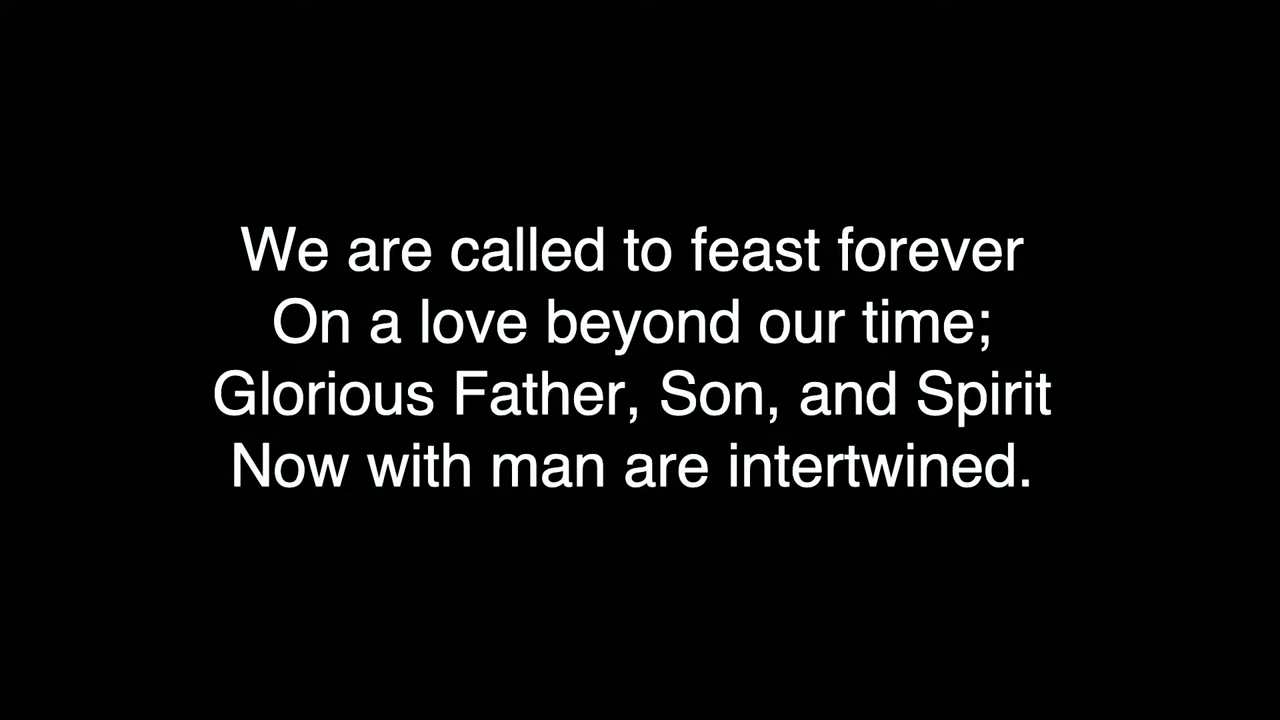 We are called to feast forever
On a love beyond our time;
Glorious Father, Son, and Spirit
Now with man are intertwined.